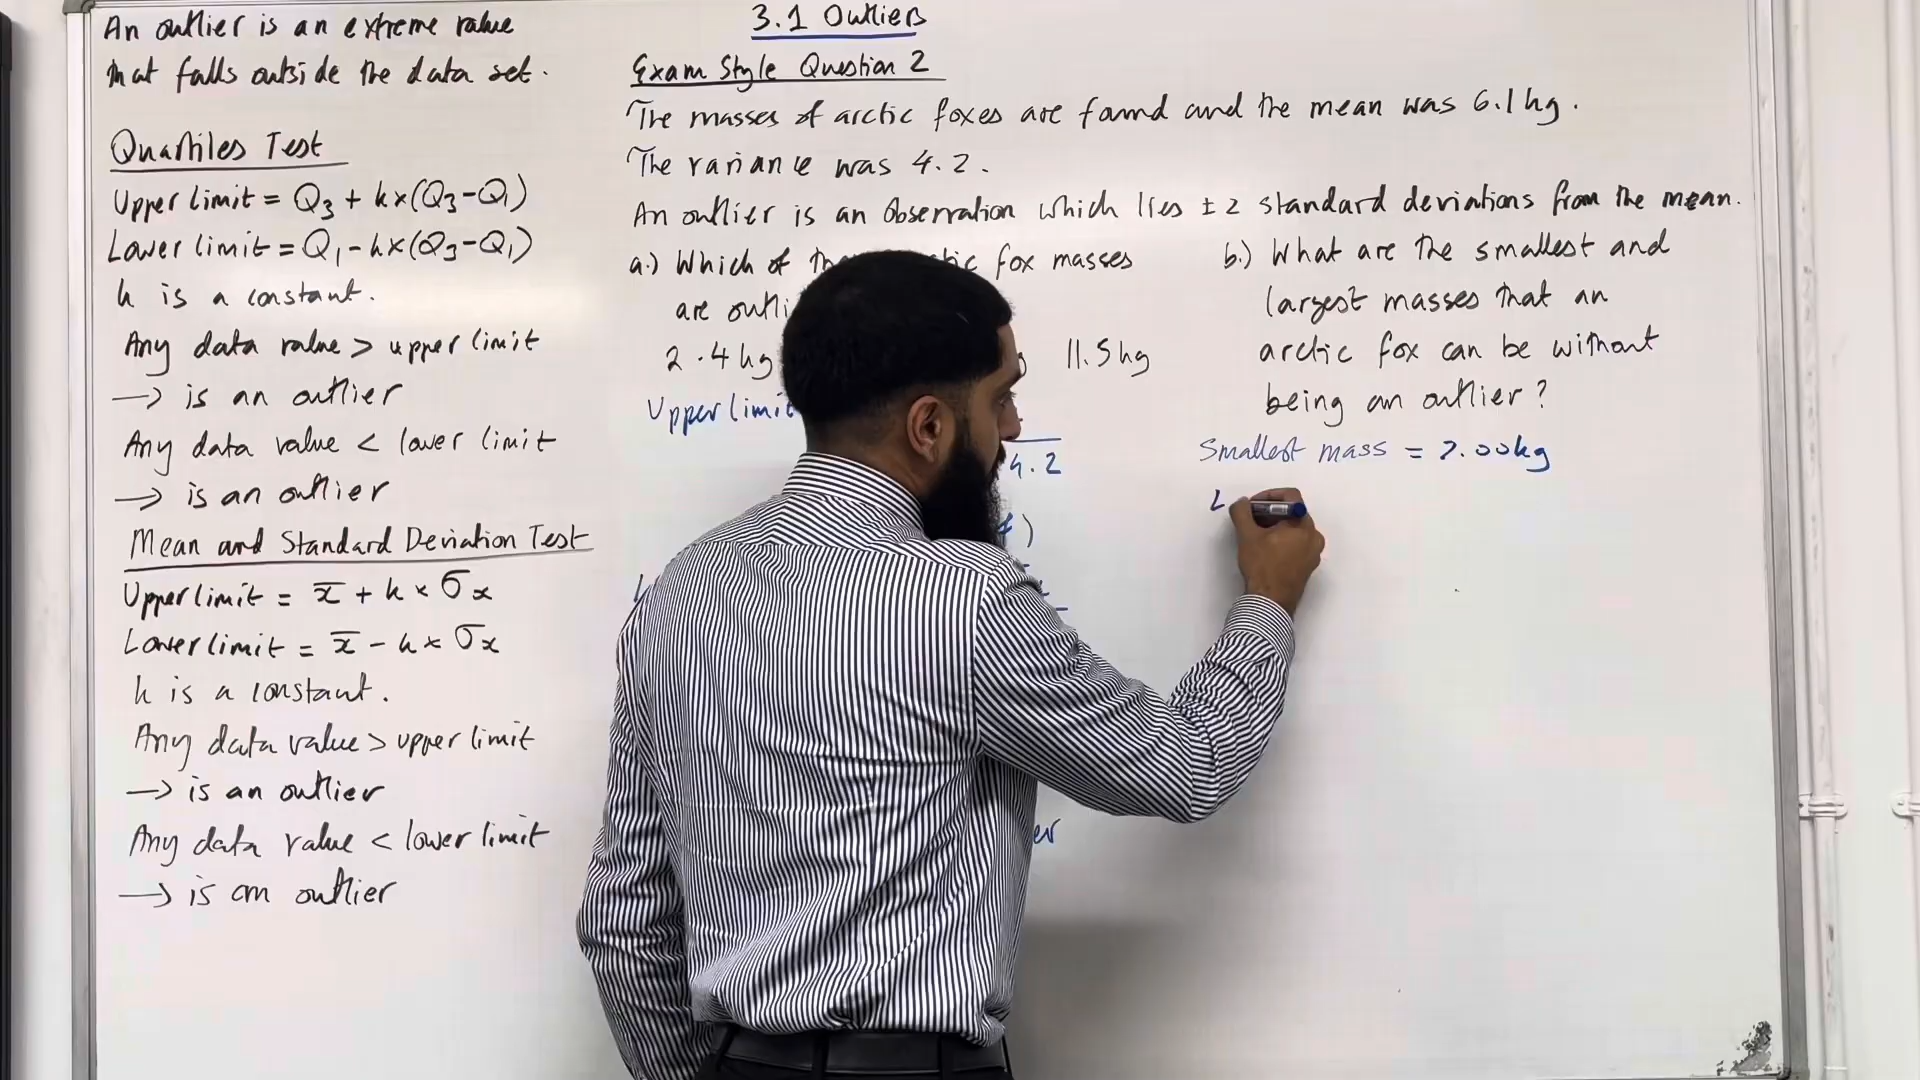 An outlier is an extreme value
that falls outside the data set.
Quartiles Test
Upper limit = Q₃ + k×(Q₃-Q₁)
Lower limit = Q₁ - k×(Q₃-Q₁)
k is a constant.
Any data value > upper limit
→ is an outlier
Any data value < lower limit
→ is an outlier
Mean and Standard Deviation Test
Upper limit = x̄ + k × σx
Lower limit = x̄ - k × σx
k is a constant.
Any data value > upper limit
→ is an outlier
Any data value < lower limit
→ is an outlier
3.1 Outliers
Exam Style Question 2
The masses of arctic foxes are found and the mean was 6.1kg.
The variance was 4.2.
An outlier is an observation which lies ±2 standard deviations from the mean.
a.) Which of fox masses
are
2.4kg 11.5kg
Upper limit
4.2
b.) What are the smallest and
largest masses that an
arctic fox can be without
being an outlier?
Smallest mass = 2.00kg
L